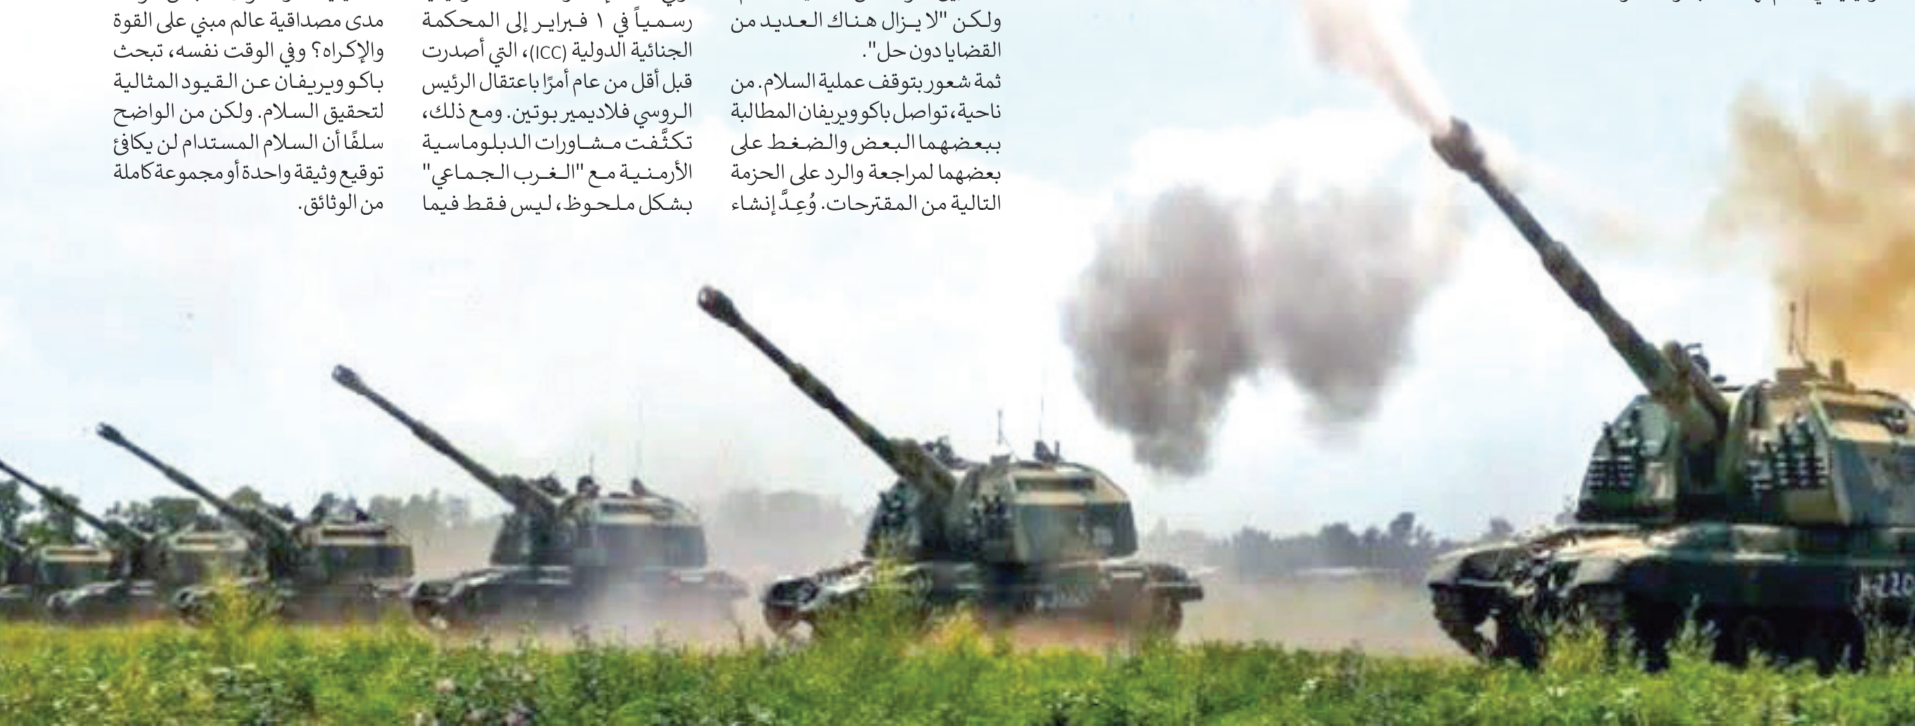 ولكن "لا يزال هناك العديد من
القضايا دون حل".
ثمة شعور بتوقف عملية السلام. من
ناحية، تواصل باكو ويريفان المطالبة
ببعضهما البعض والضغط على
بعضهما لمراجعة والرد على الحزمة
التالية من المقترحات. وُعِدَّ إنشاء
رسمياً في ١ فبراير إلى المحكمة
الجنائية الدولية (ICC)، التي أصدرت
قبل أقل من عام أمرًا باعتقال الرئيس
الروسي فلاديمير بوتين. ومع ذلك،
تكثَّفت مشاورات الدبلوماسية
الأرمنية مع "الغرب الجماعي"
بشكل ملحوظ، ليس فقط فيما
مدى مصداقية عالم مبني على القوة
والإكراه؟ وفي الوقت نفسه، تبحث
باكو ويريفان عن القيود المثالية
لتحقيق السلام. ولكن من الواضح
سلفًا أن السلام المستدام لن يكافئ
توقيع وثيقة واحدة أو مجموعة كاملة
من الوثائق.